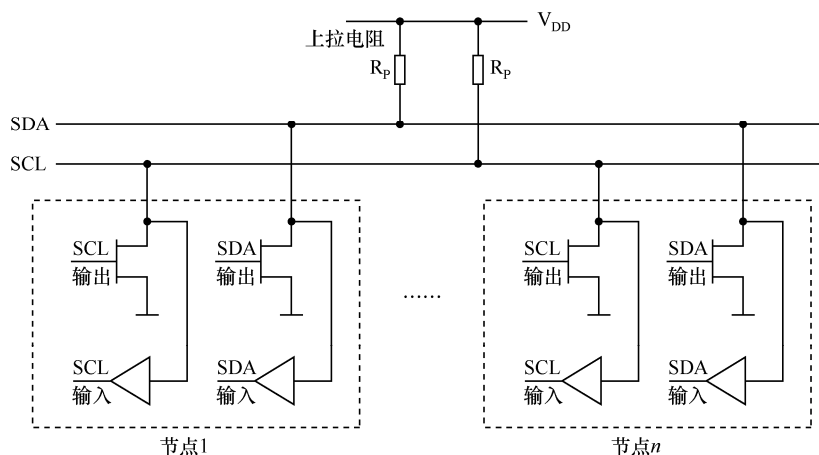 V_DD
上拉电阻
R_P R_P
SDA
SCL
SCL 输出
SDA 输出
SCL 输出
SDA 输出
……
SCL 输入
SDA 输入
SCL 输入
SDA 输入
节点1
节点n